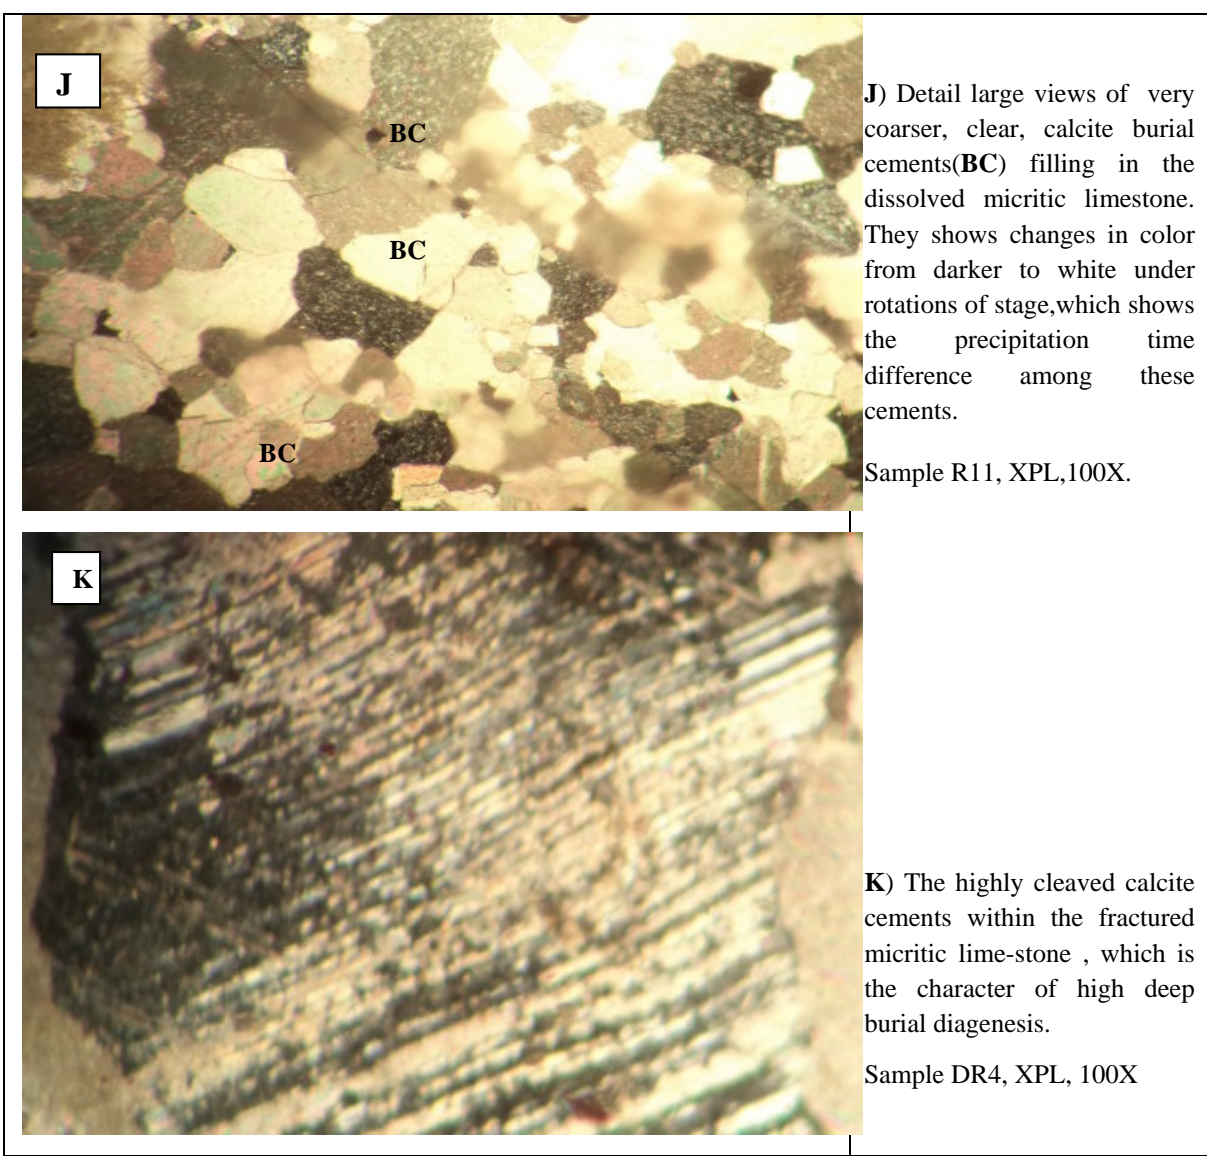 J
BC
BC
BC
J) Detail large views of very
coarser, clear, calcite burial
cements(BC) filling in the
dissolved micritic limestone.
They shows changes in color
from darker to white under
rotations of stage,which shows
the precipitation time
difference among these
cements.
Sample R11, XPL,100X.
K
K) The highly cleaved calcite
cements within the fractured
micritic lime-stone , which is
the character of high deep
burial diagenesis.
Sample DR4, XPL, 100X